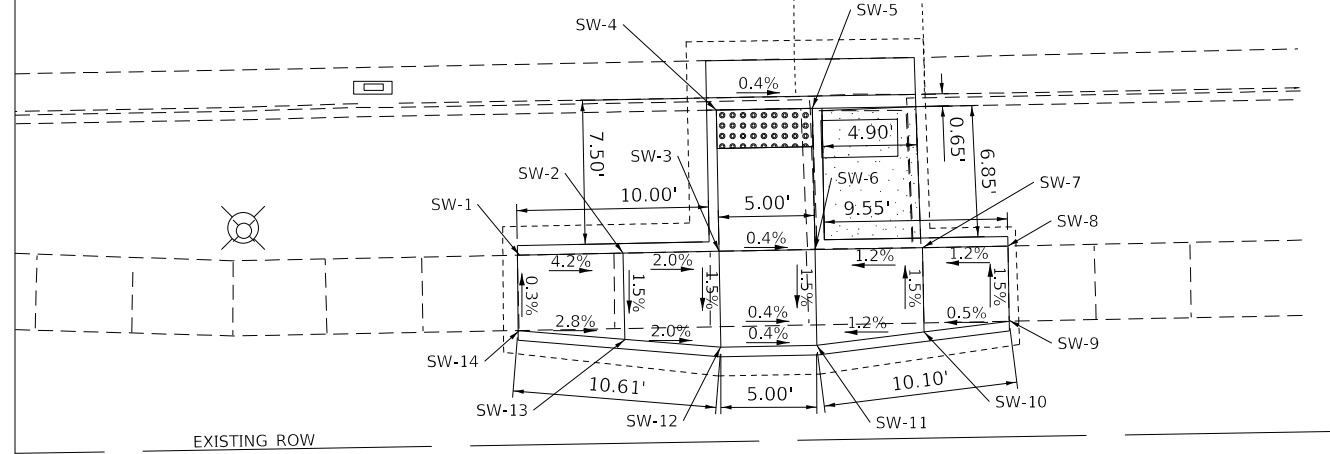 SW-5
SW-4
0.4%
7.50'
4.90'
0.65'
6.85'
SW-3
SW-2
SW-6
SW-7
10.00'
5.00'
9.55'
SW-1
SW-8
0.4%
4.2%
2.0%
1.2%
1.2%
0.3%
1.5%
1.5%
1.5%
1.5%
1.5%
2.8%
2.0%
0.4%
0.4%
1.2%
0.5%
SW-14
SW-9
10.61'
5.00'
10.10'
SW-13
SW-12
SW-11
SW-10
EXISTING ROW